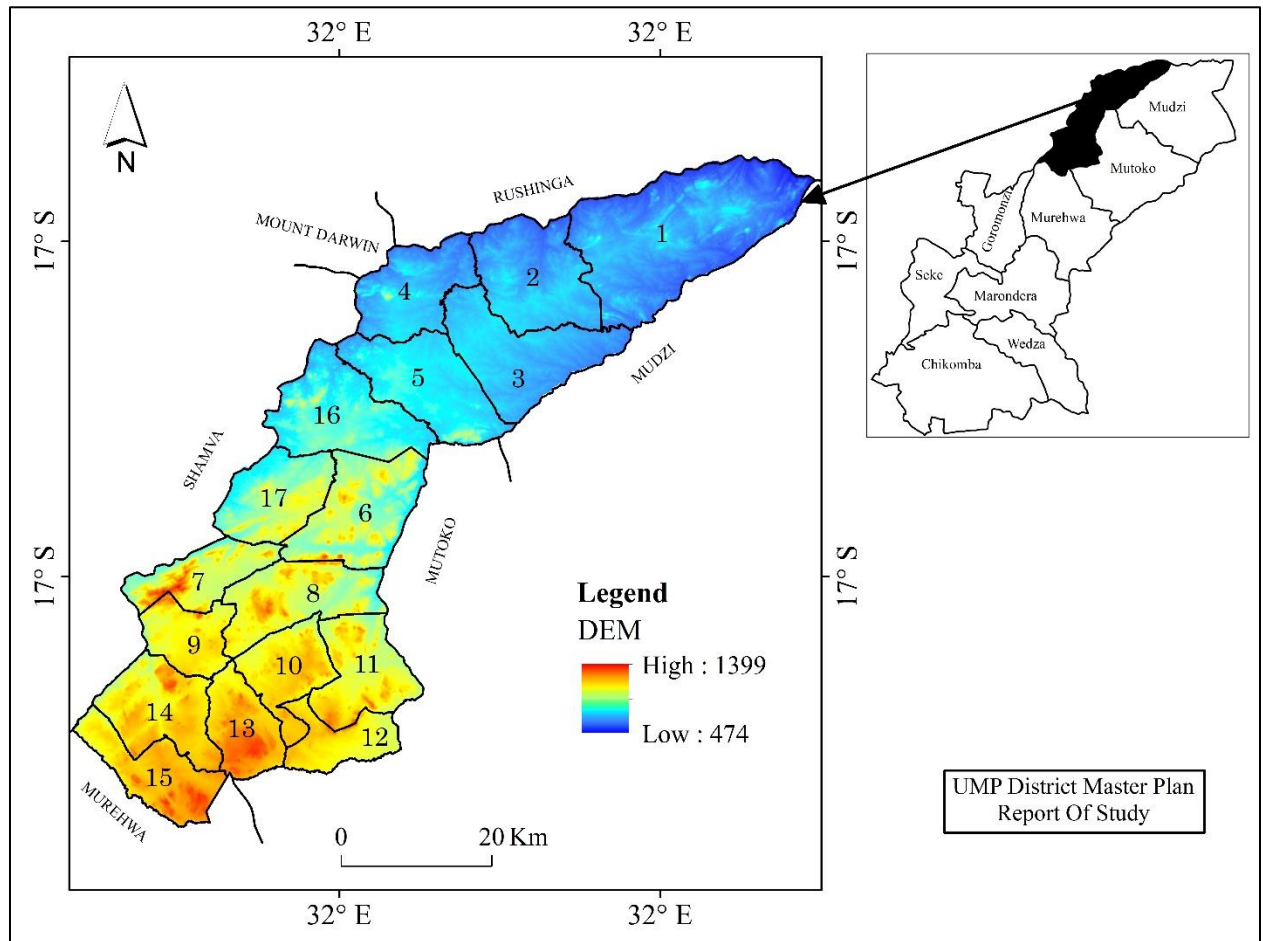 32° E
32° E
N
17° S
17° S
17° S
17° S
MOUNT DARWIN
RUSHINGA
MUDZI
SHAMVA
MUTOKO
MUREHWA
1
2
4
3
5
16
17
6
7
8
9
10
11
14
13
12
15
Legend
DEM
High : 1399
Low : 474
0 20 Km
32° E
32° E
Mudzi
Mutoko
Goromonzi
Murehwa
Seke
Marondera
Wedza
Chikomba
UMP District Master Plan
Report Of Study